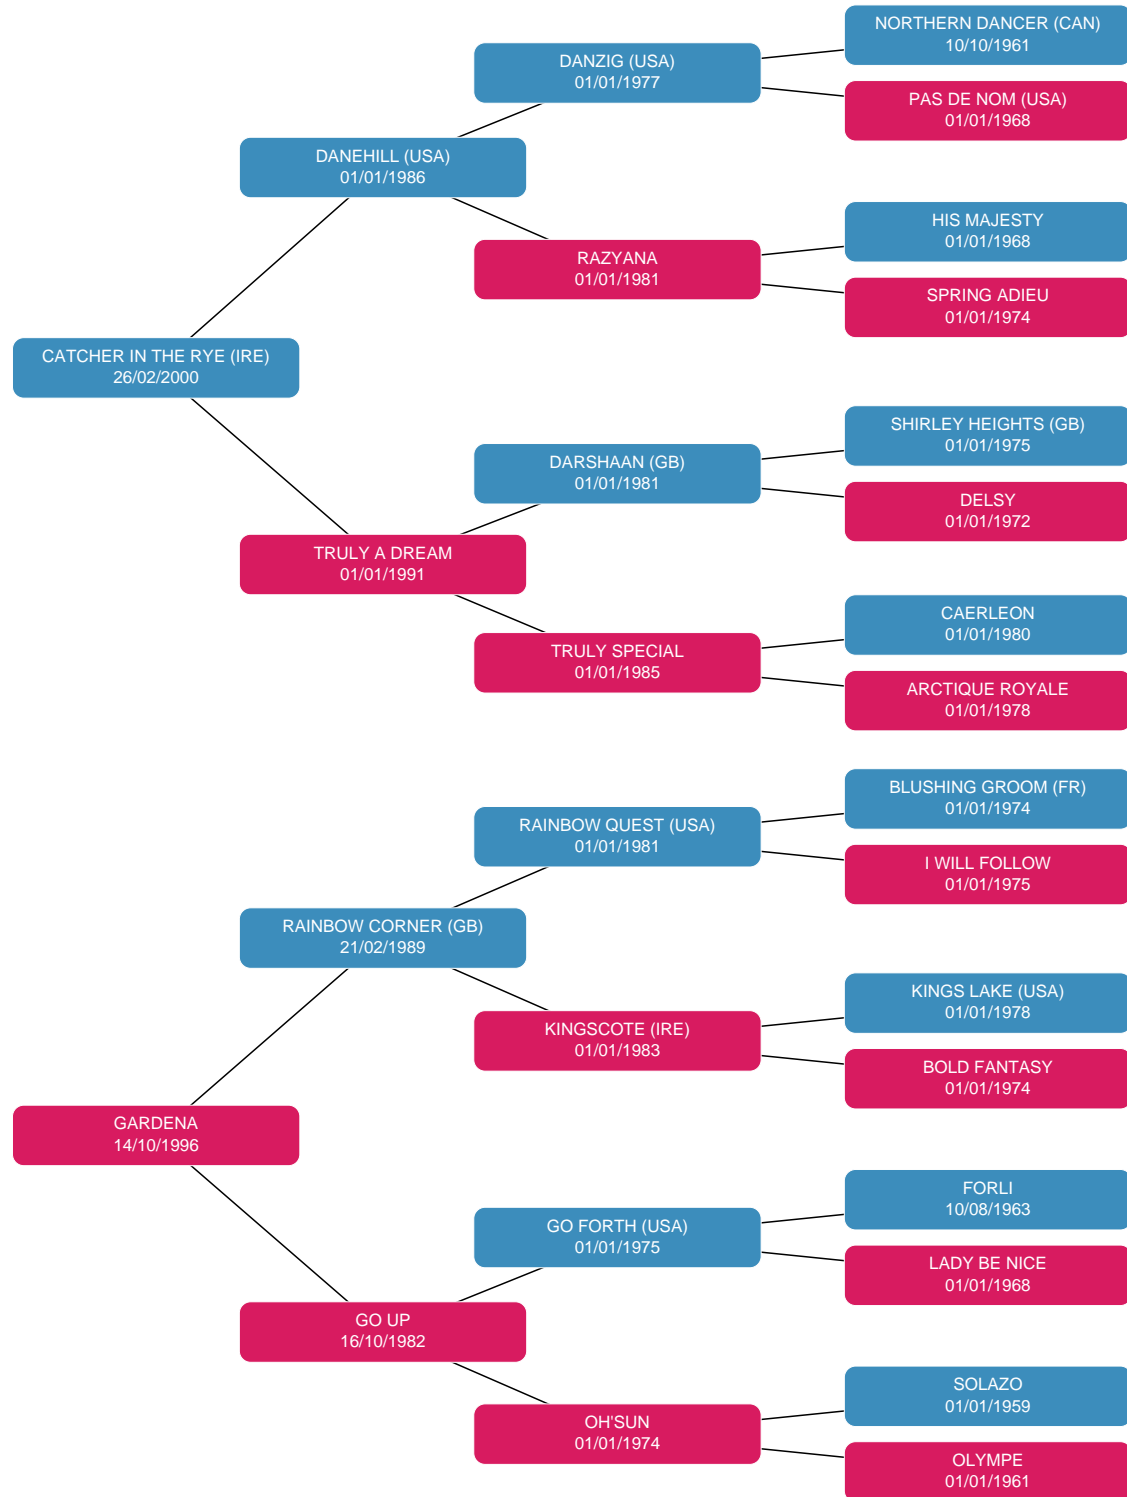 NORTHERN DANCER (CAN)
10/10/1961
DANZIG (USA)
01/01/1977
PAS DE NOM (USA)
01/01/1968
DANEHILL (USA)
01/01/1986
HIS MAJESTY
01/01/1968
RAZYANA
01/01/1981
SPRING ADIEU
01/01/1974
CATCHER IN THE RYE (IRE)
26/02/2000
SHIRLEY HEIGHTS (GB)
01/01/1975
DARSHAAN (GB)
01/01/1981
DELSY
01/01/1972
TRULY A DREAM
01/01/1991
CAERLEON
01/01/1980
TRULY SPECIAL
01/01/1985
ARCTIQUE ROYALE
01/01/1978
BLUSHING GROOM (FR)
01/01/1974
RAINBOW QUEST (USA)
01/01/1981
I WILL FOLLOW
01/01/1975
RAINBOW CORNER (GB)
21/02/1989
KINGS LAKE (USA)
01/01/1978
KINGSCOTE (IRE)
01/01/1983
BOLD FANTASY
01/01/1974
GARDENA
14/10/1996
FORLI
10/08/1963
GO FORTH (USA)
01/01/1975
LADY BE NICE
01/01/1968
GO UP
16/10/1982
SOLAZO
01/01/1959
OH'SUN
01/01/1974
OLYMPE
01/01/1961